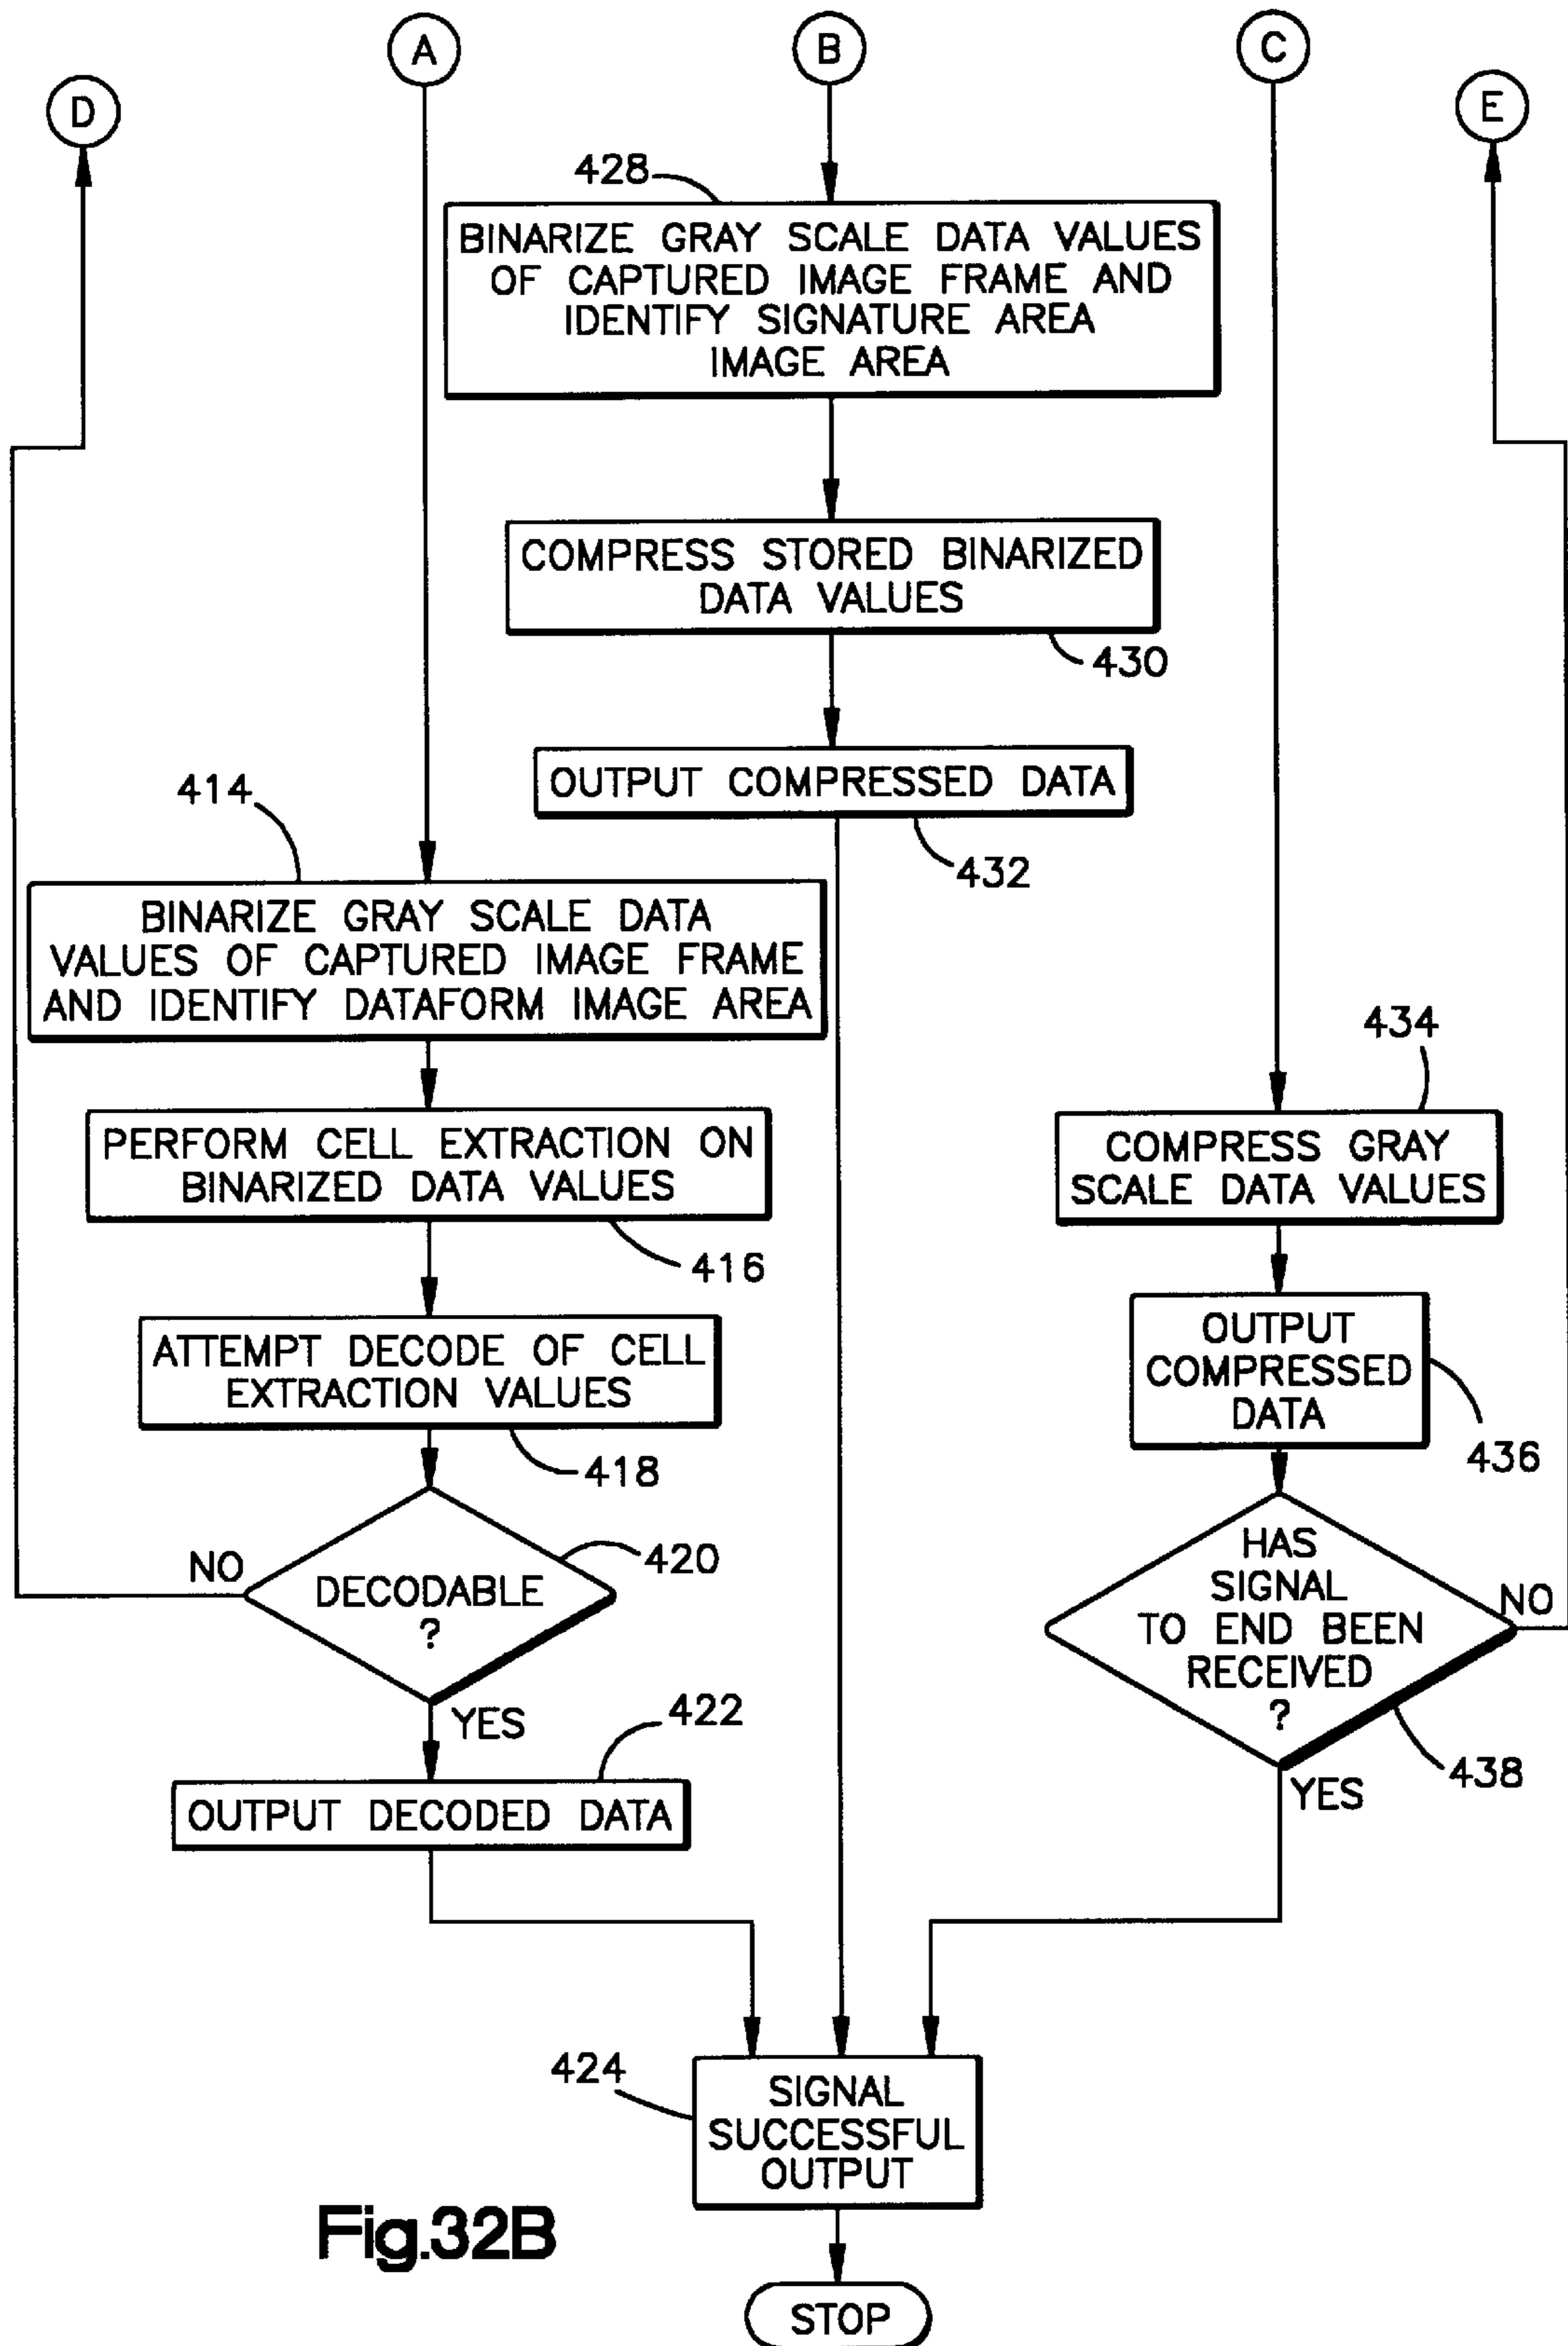 A
B
C
D
E
428
BINARIZE GRAY SCALE DATA VALUES
OF CAPTURED IMAGE FRAME AND
IDENTIFY SIGNATURE AREA
IMAGE AREA
COMPRESS STORED BINARIZED
DATA VALUES
430
OUTPUT COMPRESSED DATA
432
414
BINARIZE GRAY SCALE DATA
VALUES OF CAPTURED IMAGE FRAME
AND IDENTIFY DATAFORM IMAGE AREA
PERFORM CELL EXTRACTION ON
BINARIZED DATA VALUES
416
ATTEMPT DECODE OF CELL
EXTRACTION VALUES
418
NO
DECODABLE
?
420
YES
422
OUTPUT DECODED DATA
434
COMPRESS GRAY
SCALE DATA VALUES
OUTPUT
COMPRESSED
DATA
436
HAS
SIGNAL
TO END BEEN
RECEIVED
?
NO
438
YES
424
SIGNAL
SUCCESSFUL
OUTPUT
STOP
Fig.32B